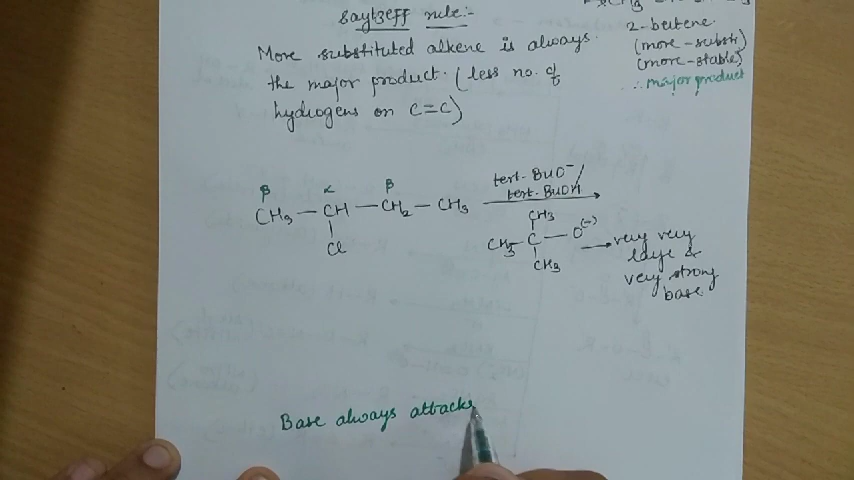 Saytzeff rule:-
2-butene
More substituted alkene is always
(more-substi)
(more-stable)
the major product. (less no. of
∴ major product
hydrogens on C=C)
tert-BuO⁻/
tert-BuOH
β α β
CH₃ — CH — CH₂ — CH₃
Cl
CH₃
CH₃ — C — O(-) → very very
large &
CH₃
very strong
base.
Base always attacks